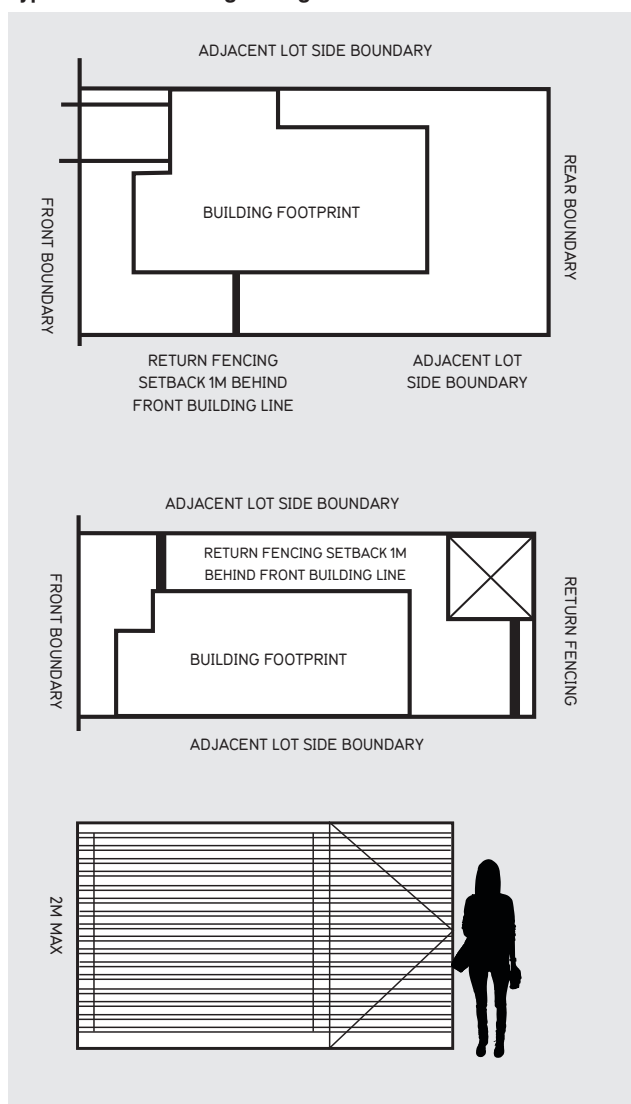 ADJACENT LOT SIDE BOUNDARY
FRONT BOUNDARY
BUILDING FOOTPRINT
REAR BOUNDARY
RETURN FENCING
SETBACK 1M BEHIND
FRONT BUILDING LINE
ADJACENT LOT
SIDE BOUNDARY
ADJACENT LOT SIDE BOUNDARY
FRONT BOUNDARY
RETURN FENCING SETBACK 1M
BEHIND FRONT BUILDING LINE
BUILDING FOOTPRINT
RETURN FENCING
ADJACENT LOT SIDE BOUNDARY
2M MAX